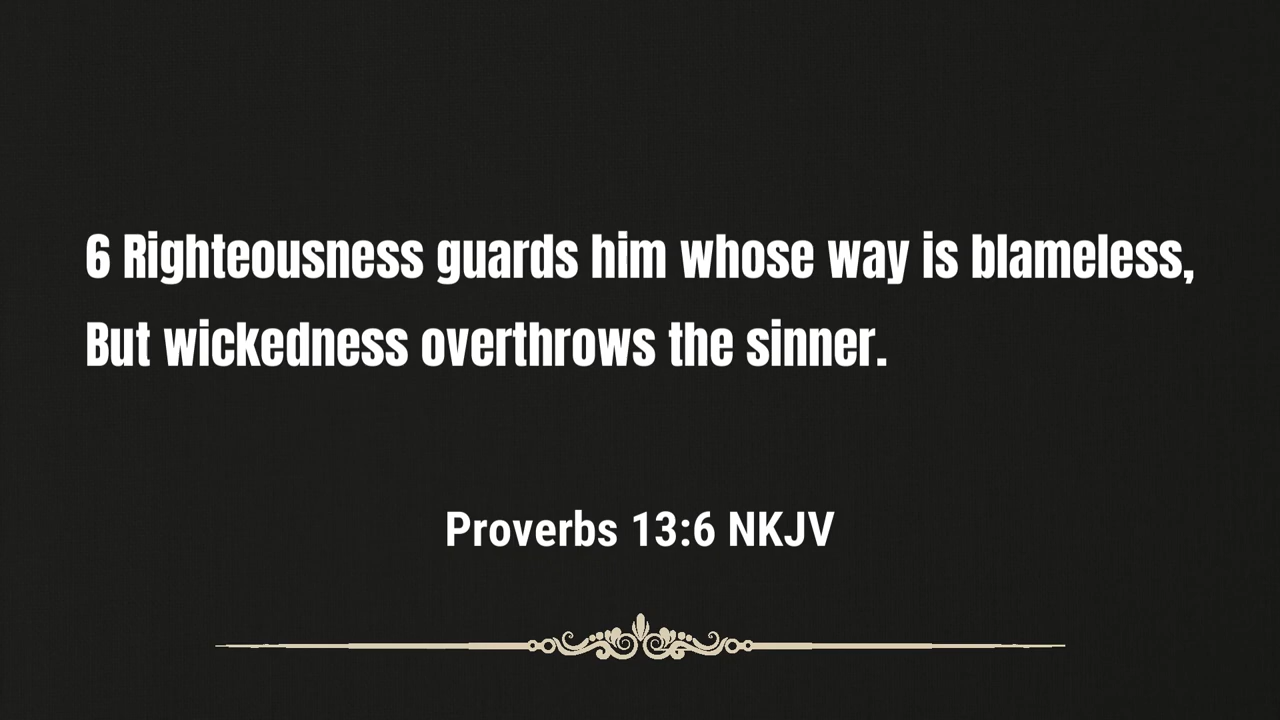 6 Righteousness guards him whose way is blameless,
But wickedness overthrows the sinner.
Proverbs 13:6 NKJV